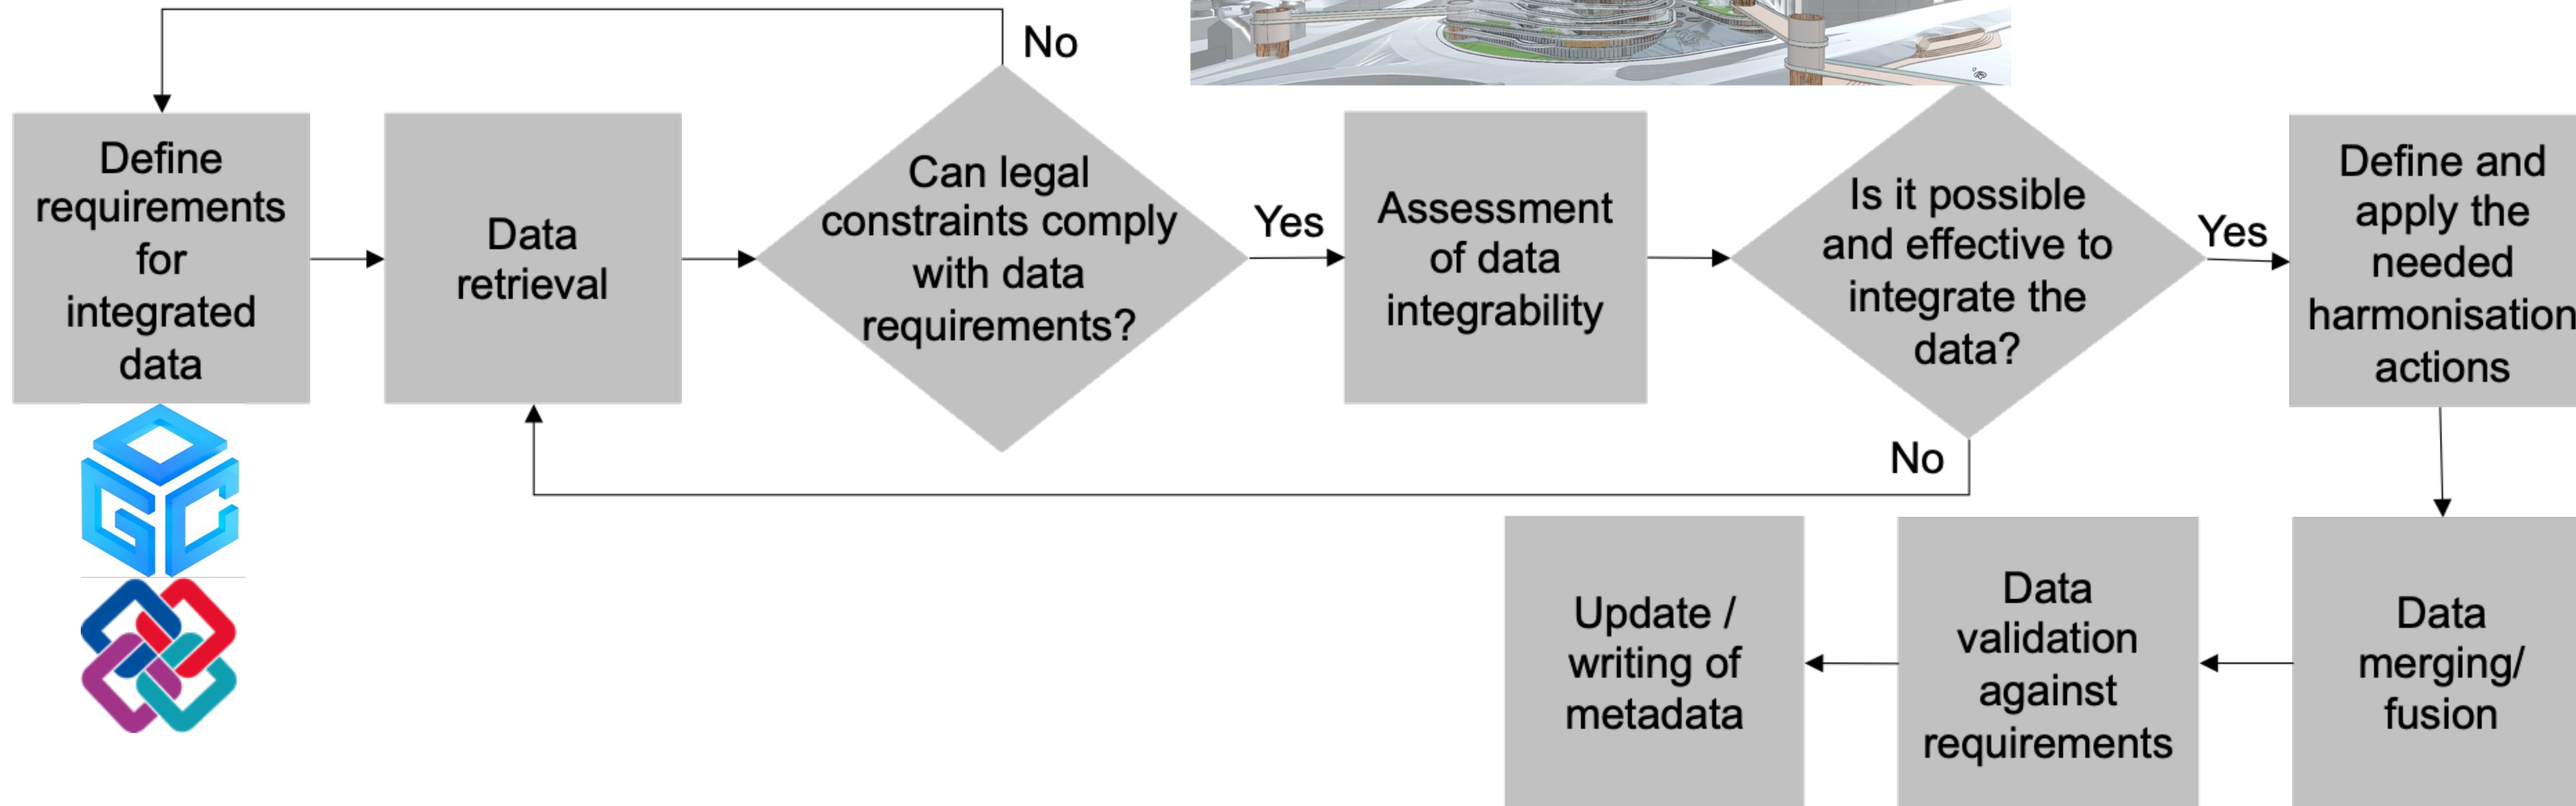 No
Define
requirements
for
integrated
data
Data
retrieval
Can legal
constraints comply
with data
requirements?
Yes
Assessment
of data
integrability
Is it possible
and effective to
integrate the
data?
Yes
Define and
apply the
needed
harmonisation
actions
No
OGC
Update /
writing of
metadata
Data
validation
against
requirements
Data
merging/
fusion